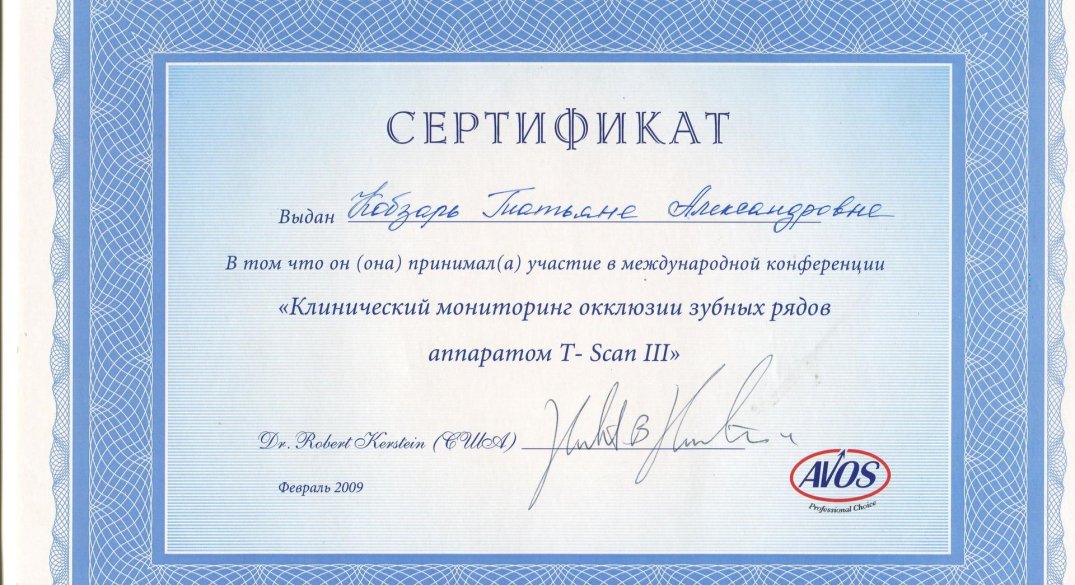 СЕРТИФИКАТ
Выдан Кобзарь Татьяне Александровне
В том что он (она) принимал(а) участие в международной конференции
«Клинический мониторинг окклюзии зубных рядов
аппаратом T- Scan III»
Dr. Robert Kerstein (США)
Февраль 2009
AVOS
Professional Choice